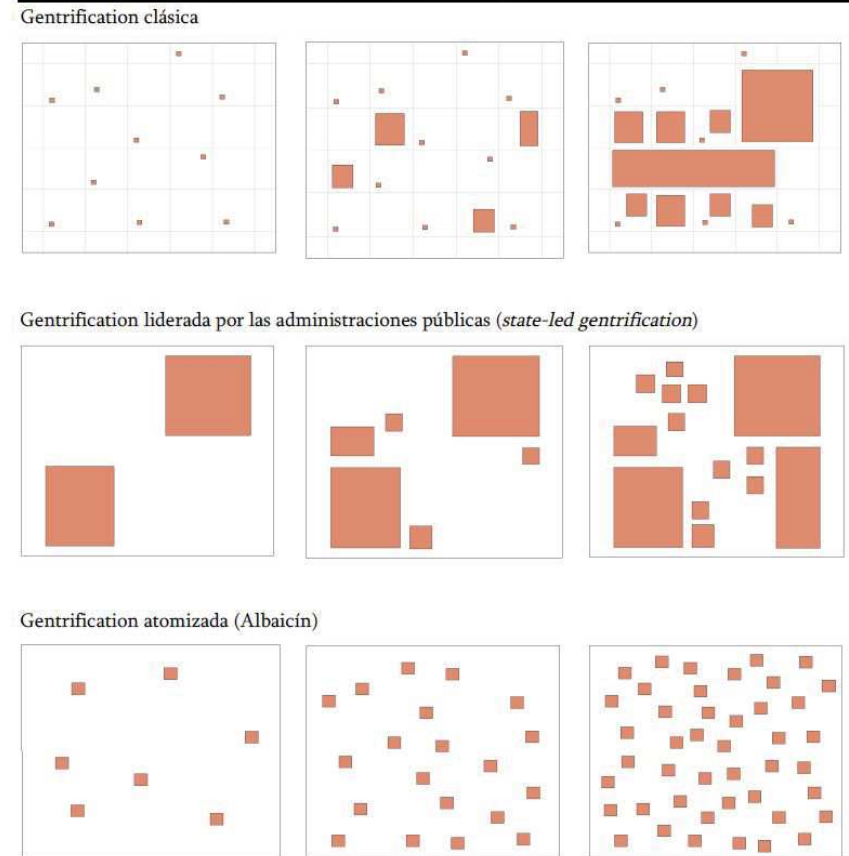 Gentrification clásica
Gentrification liderada por las administraciones públicas (state-led gentrification)
Gentrification atomizada (Albaicín)